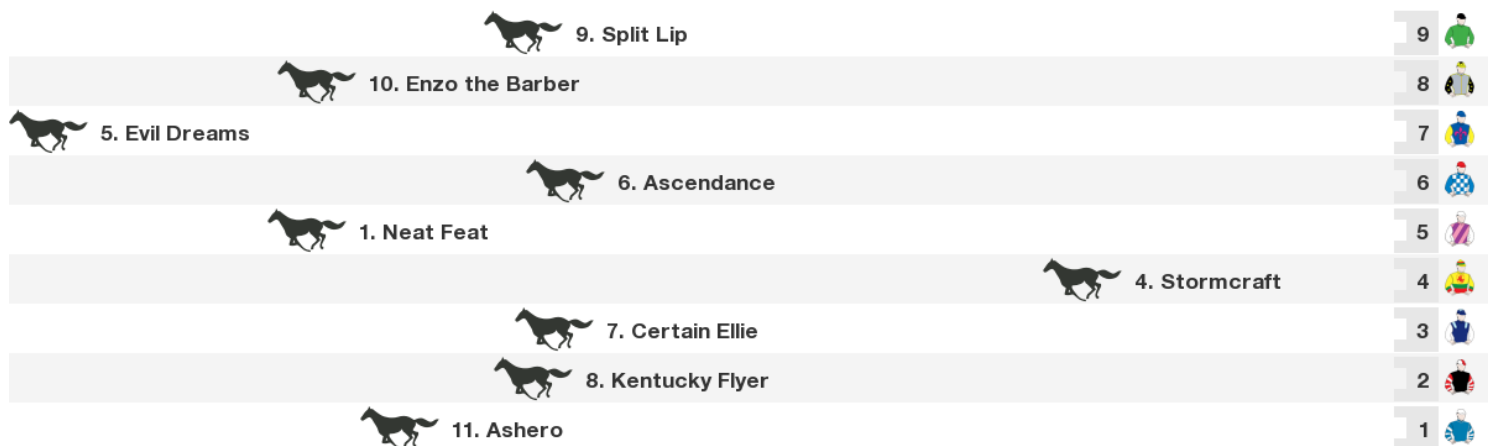 9. Split Lip 9
10. Enzo the Barber 8
5. Evil Dreams 7
6. Ascendance 6
1. Neat Feat 5
4. Stormcraft 4
7. Certain Ellie 3
8. Kentucky Flyer 2
11. Ashero 1